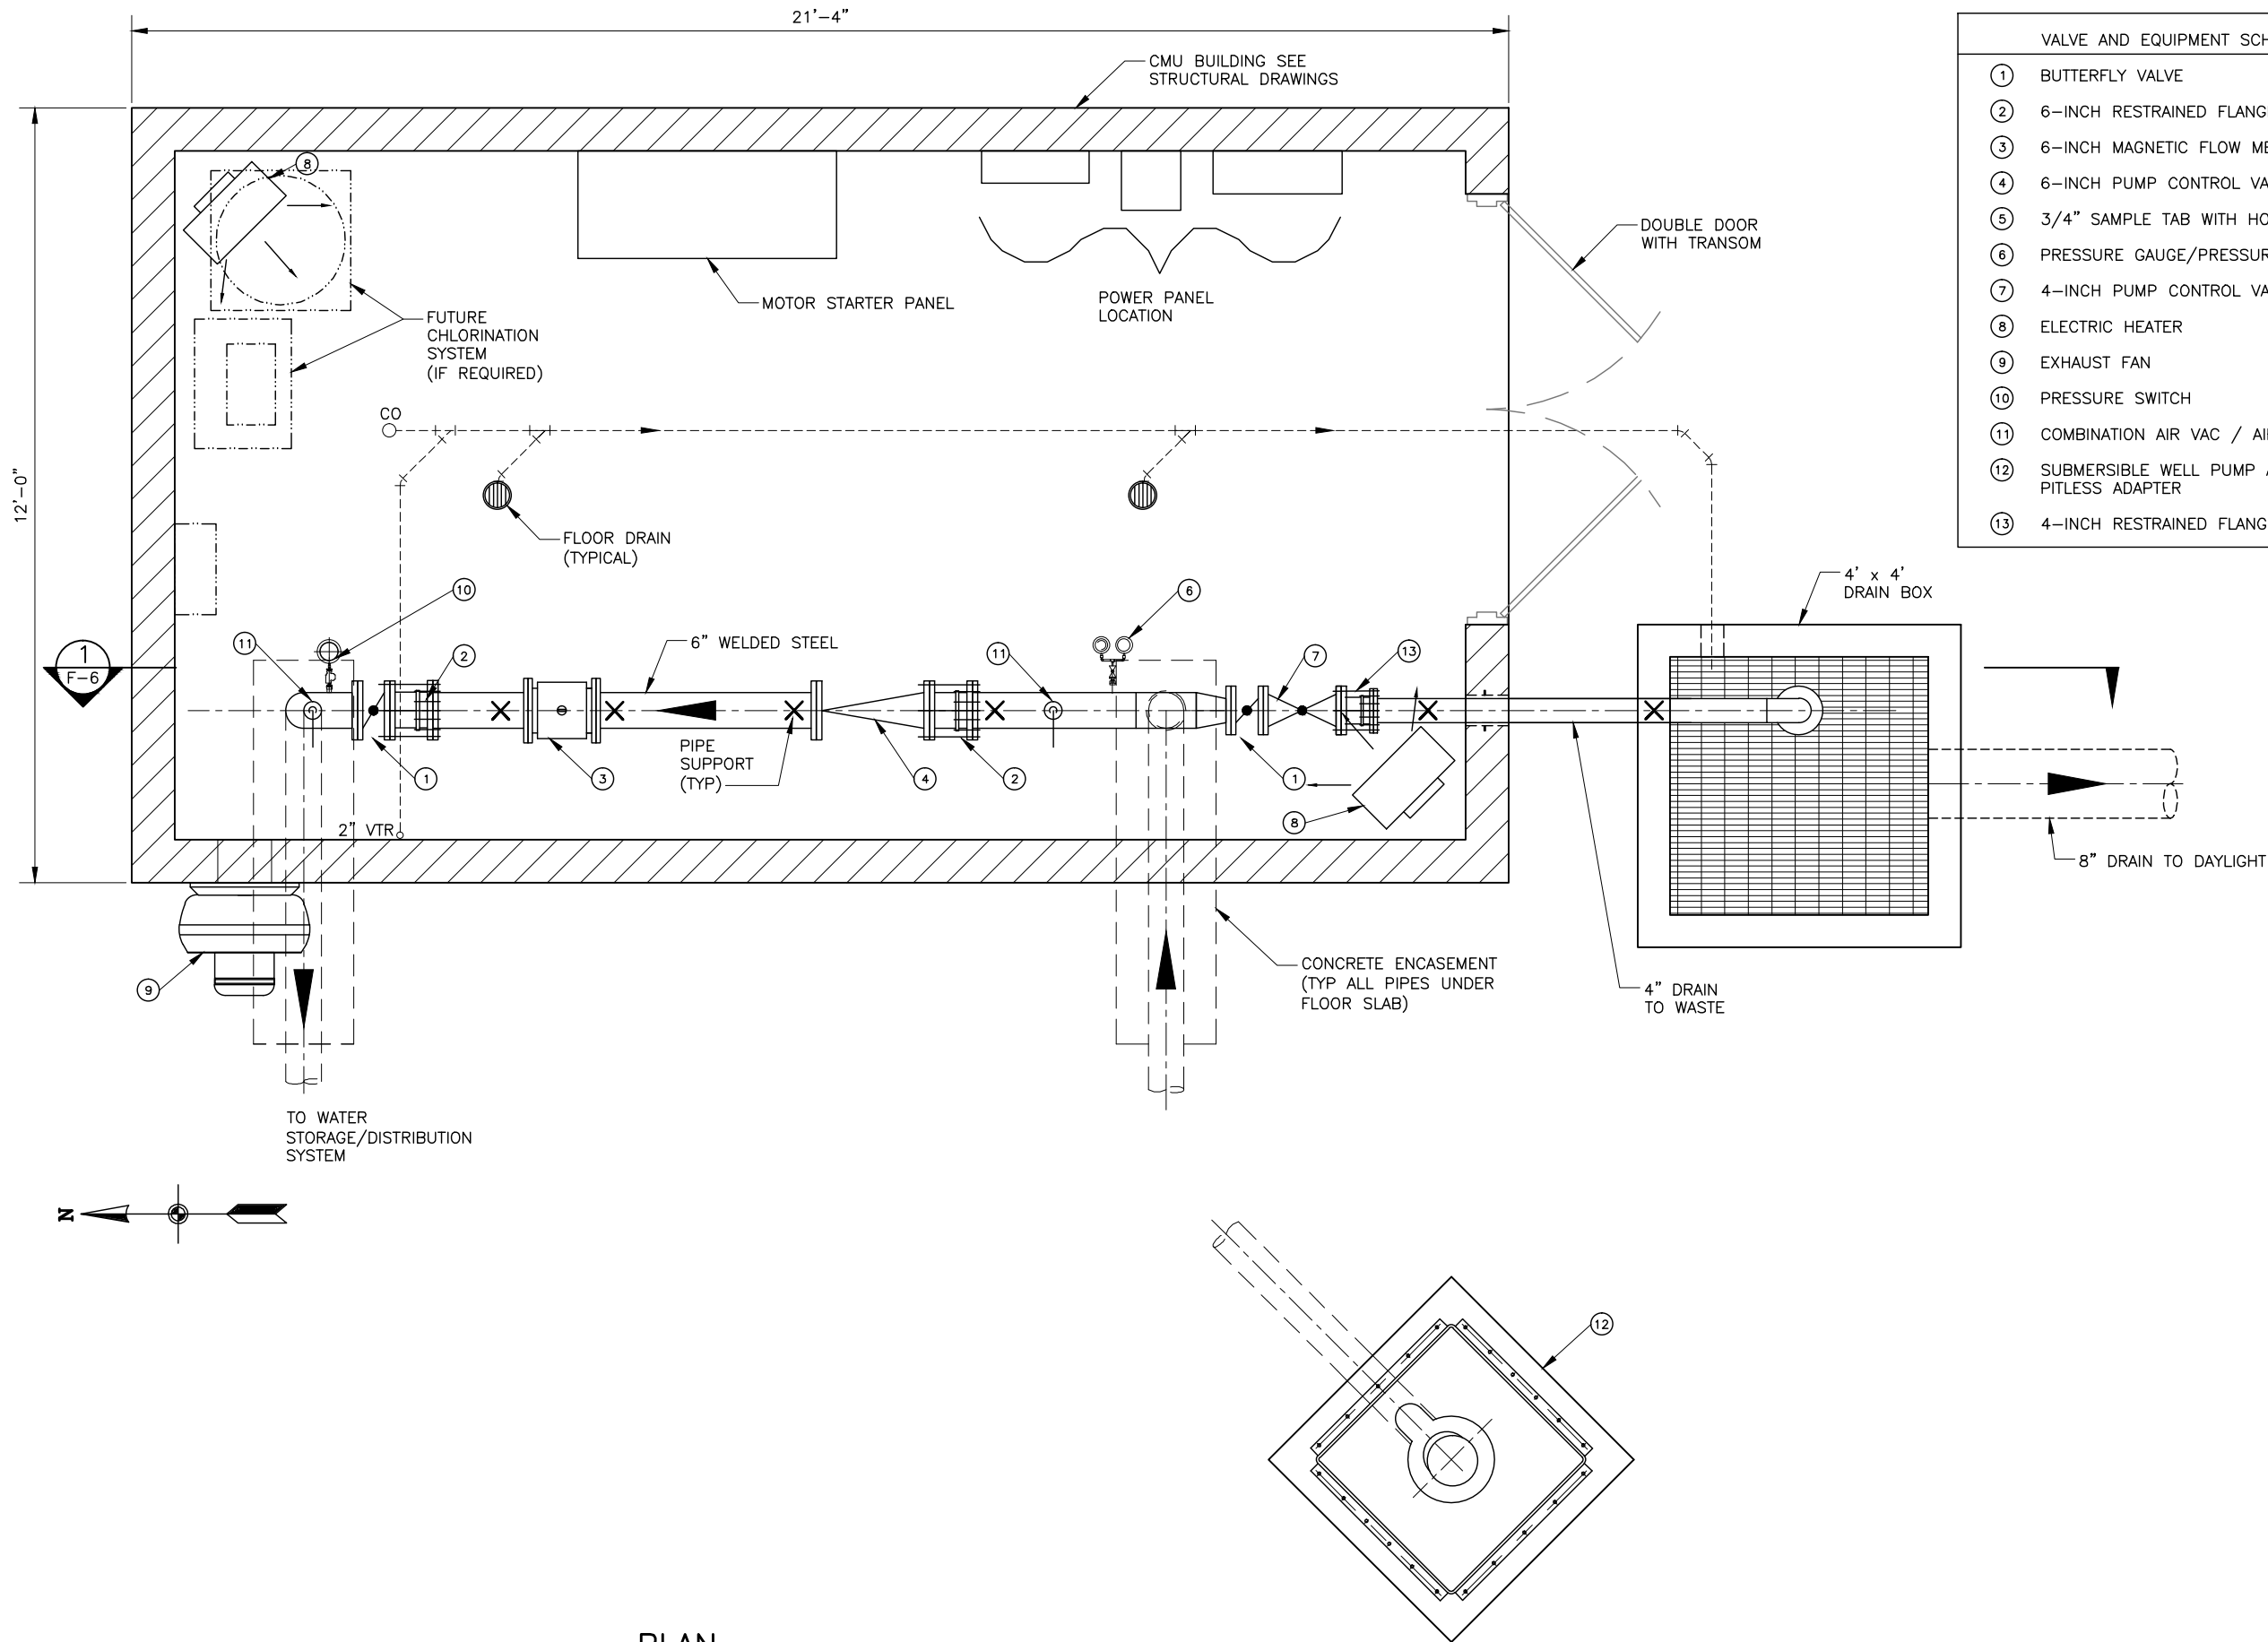 21'-4"
CMU BUILDING SEE
STRUCTURAL DRAWINGS
VALVE AND EQUIPMENT SCH
1 BUTTERFLY VALVE
2 6-INCH RESTRAINED FLANG
3 6-INCH MAGNETIC FLOW ME
4 6-INCH PUMP CONTROL VA
5 3/4" SAMPLE TAB WITH HO
6 PRESSURE GAUGE/PRESSUR
7 4-INCH PUMP CONTROL VA
8 ELECTRIC HEATER
9 EXHAUST FAN
10 PRESSURE SWITCH
11 COMBINATION AIR VAC / AI
12 SUBMERSIBLE WELL PUMP A
PITLESS ADAPTER
13 4-INCH RESTRAINED FLANG
8
DOUBLE DOOR
WITH TRANSOM
MOTOR STARTER PANEL
POWER PANEL
LOCATION
FUTURE
CHLORINATION
SYSTEM
(IF REQUIRED)
CO
12'-0"
FLOOR DRAIN
(TYPICAL)
4' x 4'
DRAIN BOX
10
6
11
6" WELDED STEEL
2
11
7
13
1
F-6
PIPE
SUPPORT
(TYP)
1
3
4
2
1
8
2" VTR
8" DRAIN TO DAYLIGHT
9
CONCRETE ENCASEMENT
(TYP ALL PIPES UNDER
FLOOR SLAB)
4" DRAIN
TO WASTE
TO WATER
STORAGE/DISTRIBUTION
SYSTEM
N
12
PLAN